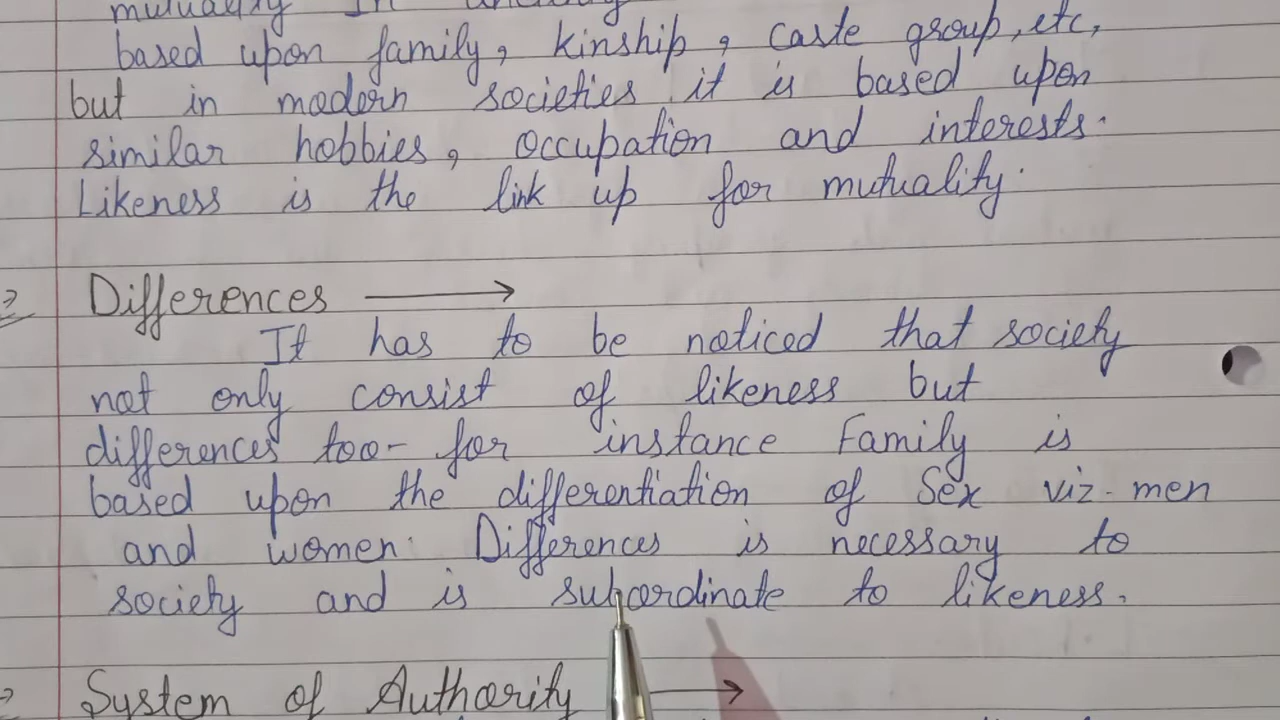 mutuality In
based upon family, kinship, caste group, etc,
but in modern societies it is based upon
similar hobbies, occupation and interests.
Likeness is the link up for mutuality.
Differences →
It has to be noticed that society
not only consist of likeness but
differences too- for instance Family is
based upon the differentiation of Sex viz- men
and women. Differences is necessary to
society and is subordinate to likeness.
System of Authority →